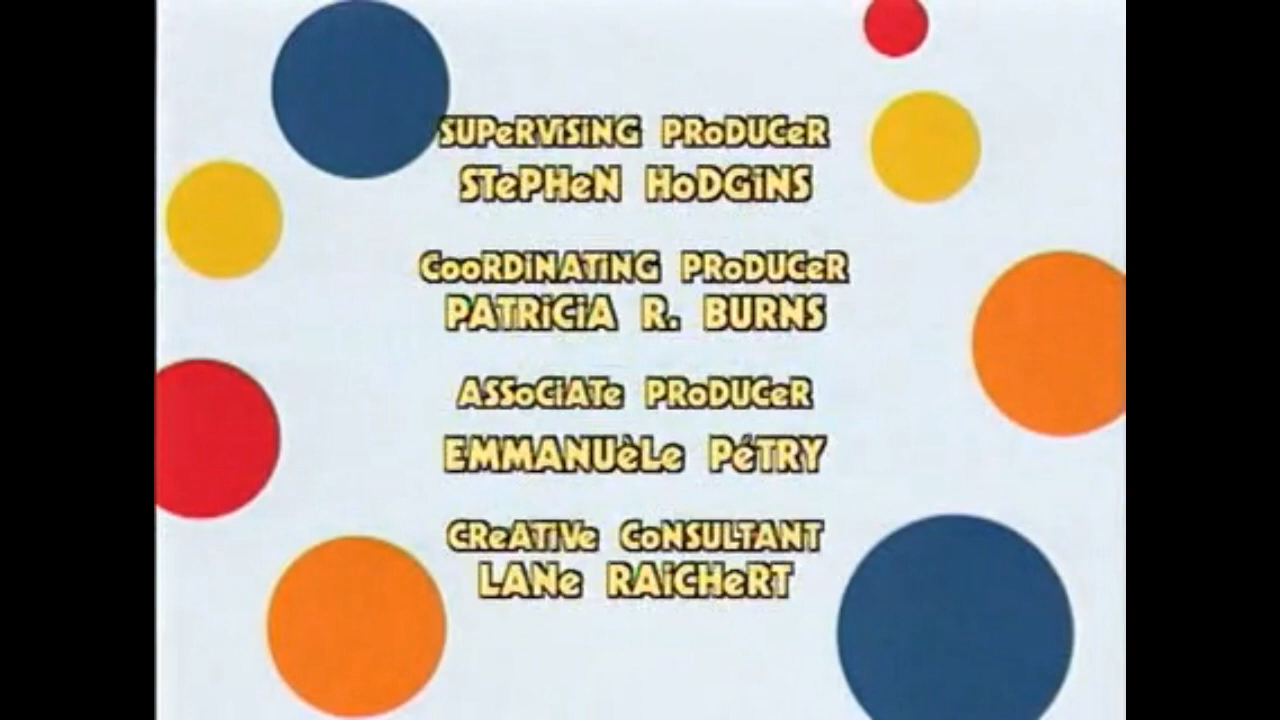 SUPeRViSiNG PRoDUCeR
STePHeN HoDGiNS
CooRDiNATiNG PRoDUCeR
PATRiCiA R. BURNS
ASSoCiATe PRoDUCeR
EMMANUèLe PéTRY
CReATiVe CoNSULTANT
LANe RAiCHeRT